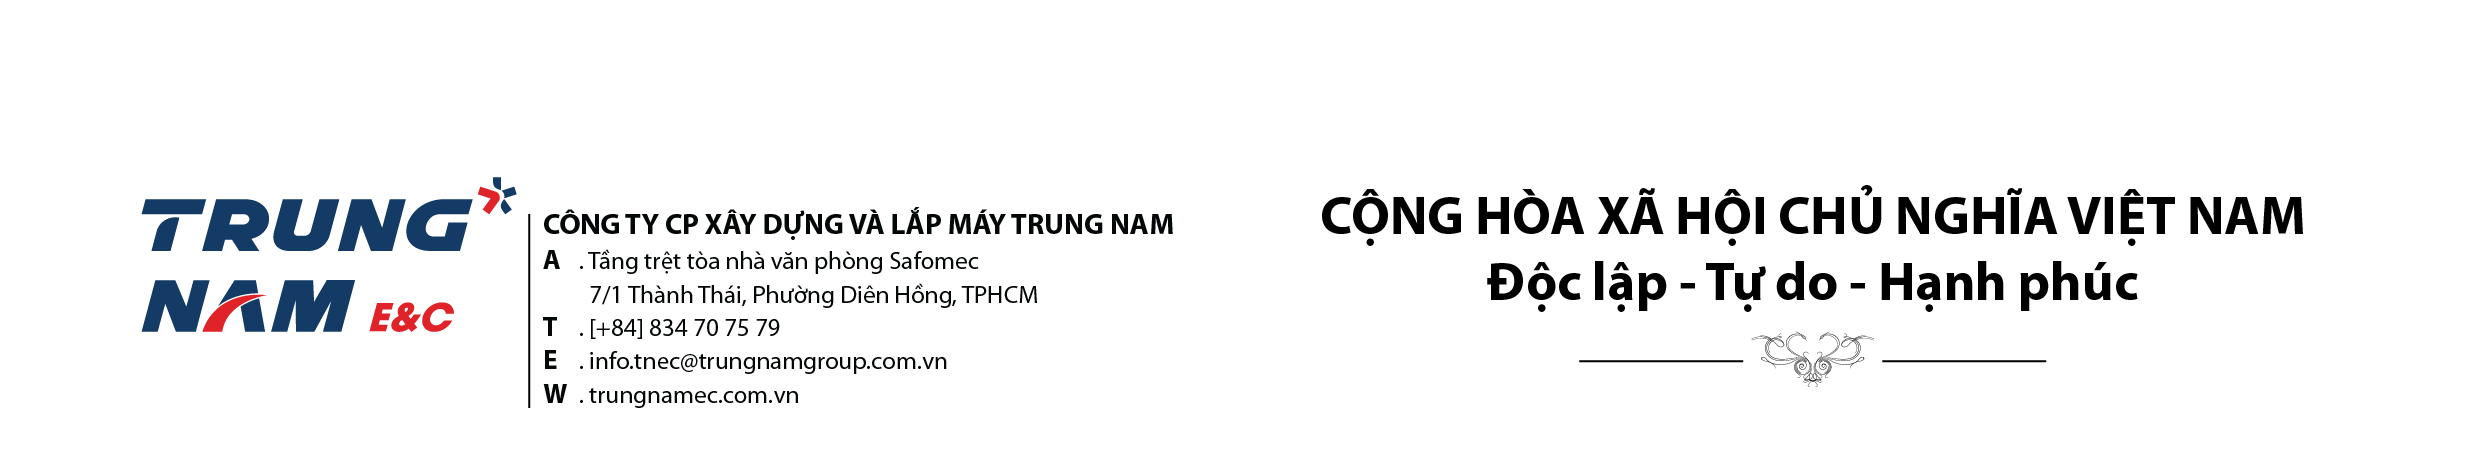 TRUNG
NAM E&C
CÔNG TY CP XÂY DỰNG VÀ LẮP MÁY TRUNG NAM
A . Tầng trệt tòa nhà văn phòng Safomec
7/1 Thành Thái, Phường Diên Hồng, TPHCM
T . [+84] 834 70 75 79
E . info.tnec@trungnamgroup.com.vn
W . trungnamec.com.vn
CỘNG HÒA XÃ HỘI CHỦ NGHĨA VIỆT NAM
Độc lập - Tự do - Hạnh phúc